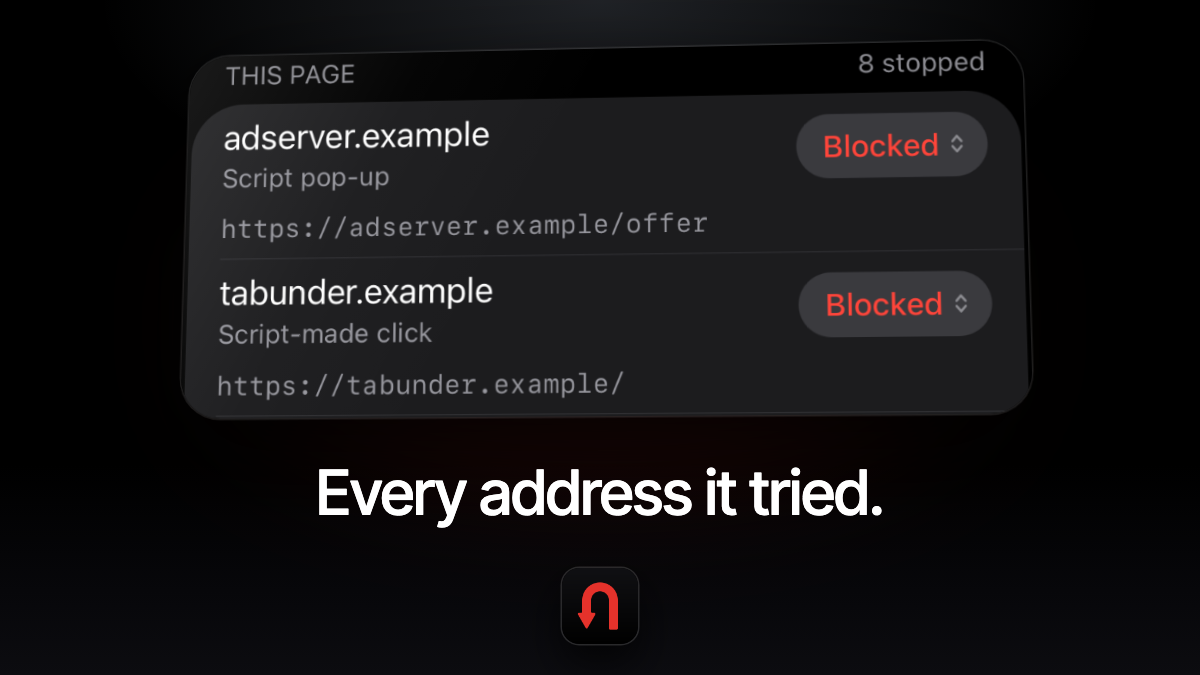 THIS PAGE
8 stopped
adserver.example
Blocked
Script pop-up
https://adserver.example/offer
tabunder.example
Blocked
Script-made click
https://tabunder.example/
Every address it tried.